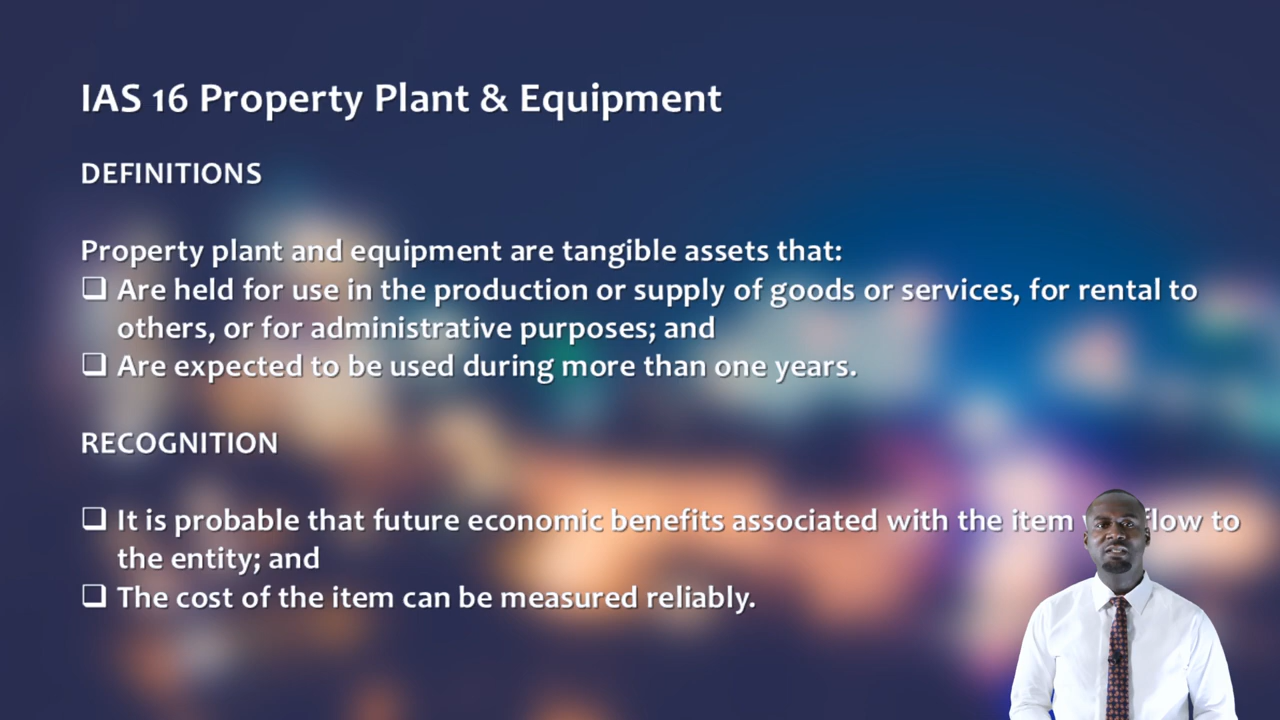 IAS 16 Property Plant & Equipment
DEFINITIONS
Property plant and equipment are tangible assets that:
❑ Are held for use in the production or supply of goods or services, for rental to
others, or for administrative purposes; and
❑ Are expected to be used during more than one years.
RECOGNITION
❑ It is probable that future economic benefits associated with the item flow to
the entity; and
❑ The cost of the item can be measured reliably.